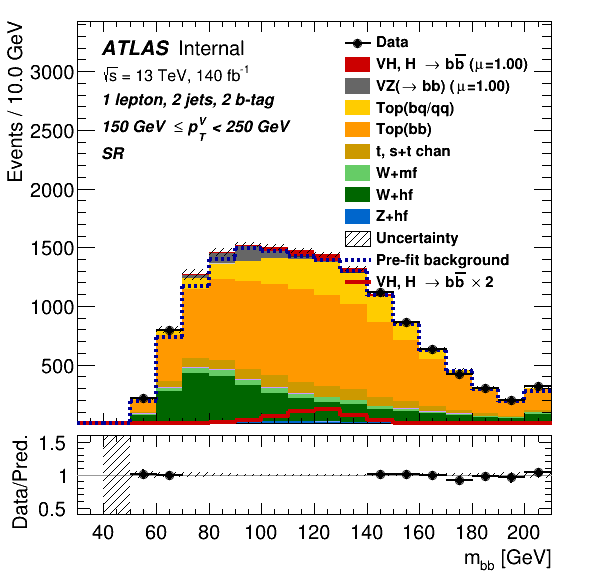 ATLAS Internal
√s = 13 TeV, 140 fb⁻¹
1 lepton, 2 jets, 2 b-tag
150 GeV ≤ p_T^V < 250 GeV
SR
Data
VH, H → bb̅ (μ=1.00)
VZ(→ bb) (μ=1.00)
Top(bq/qq)
Top(bb)
t, s+t chan
W+mf
W+hf
Z+hf
Uncertainty
Pre-fit background
VH, H → bb̅ × 2
Events / 10.0 GeV
3000
2500
2000
1500
1000
500
Data/Pred.
1.5
1
0.5
40 60 80 100 120 140 160 180 200
m_bb [GeV]